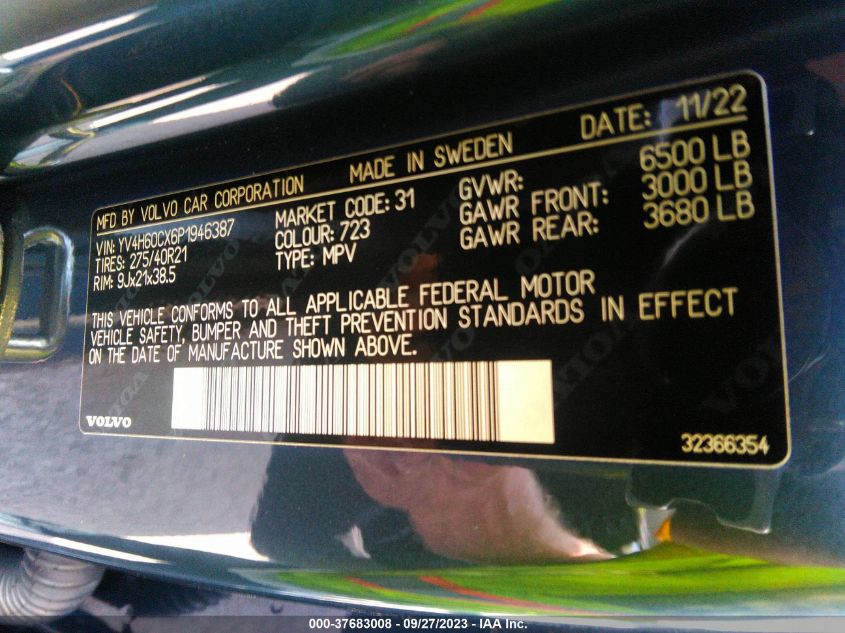 MFD BY VOLVO CAR CORPORATION MADE IN SWEDEN DATE: 11/22
VIN: YV4H60CX6P1946387 MARKET CODE: 31 GVWR: 6500 LB
TIRES: 275/40R21 COLOUR: 723 GAWR FRONT: 3000 LB
RIM: 9Jx21x38.5 TYPE: MPV GAWR REAR: 3680 LB
THIS VEHICLE CONFORMS TO ALL APPLICABLE FEDERAL MOTOR
VEHICLE SAFETY, BUMPER AND THEFT PREVENTION STANDARDS IN EFFECT
ON THE DATE OF MANUFACTURE SHOWN ABOVE.
VOLVO
32366354
000-37683008 - 09/27/2023 - IAA Inc.